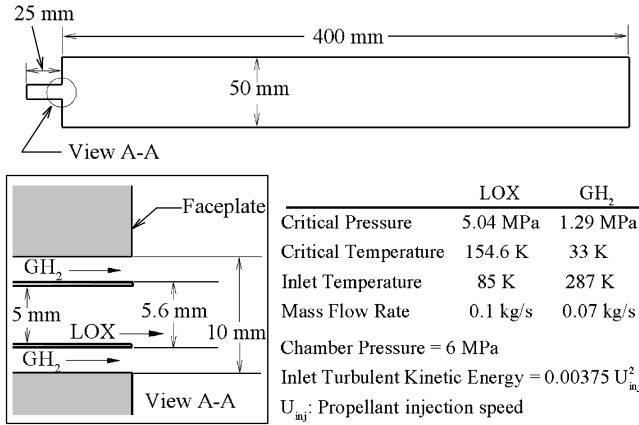 25 mm
400 mm
50 mm
View A-A
Faceplate
GH2
5 mm
5.6 mm
LOX
10 mm
GH2
View A-A
LOX GH2
Critical Pressure 5.04 MPa 1.29 MPa
Critical Temperature 154.6 K 33 K
Inlet Temperature 85 K 287 K
Mass Flow Rate 0.1 kg/s 0.07 kg/s
Chamber Pressure = 6 MPa
Inlet Turbulent Kinetic Energy = 0.00375 U²inj
Uinj: Propellant injection speed